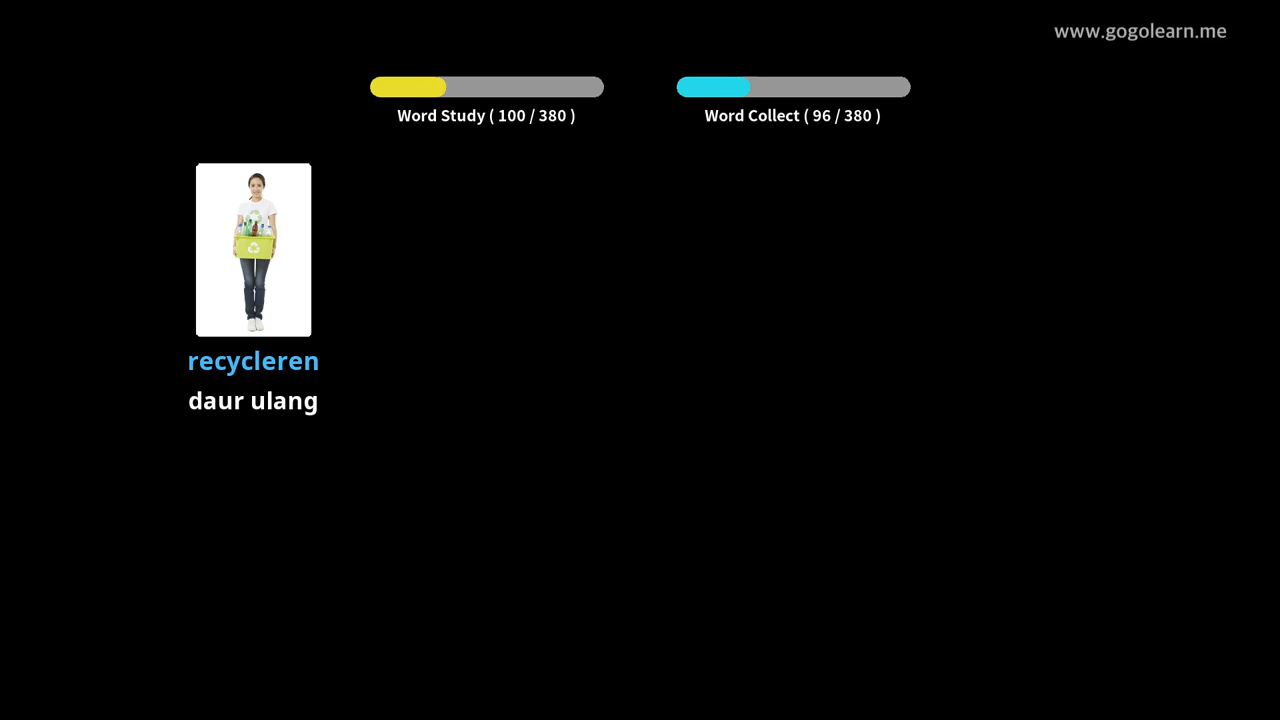 www.gogolearn.me
Word Study ( 100 / 380 )
Word Collect ( 96 / 380 )
recycleren
daur ulang